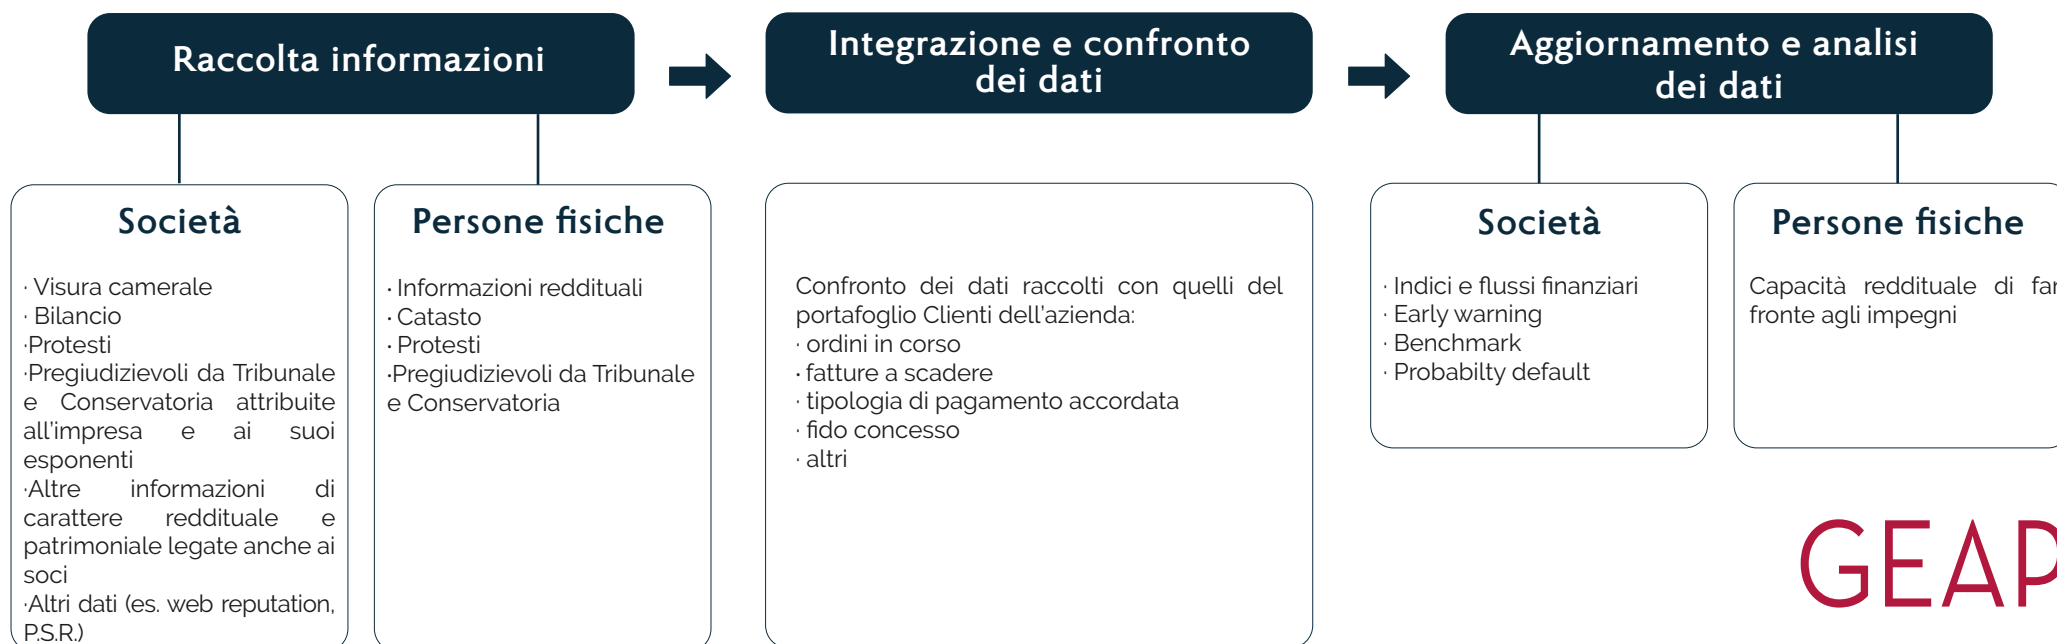 Raccolta informazioni
Integrazione e confronto
dei dati
Aggiornamento e analisi
dei dati
Società
· Visura camerale
· Bilancio
·Protesti
·Pregiudizievoli da Tribunale
e Conservatoria attribuite
all'impresa e ai suoi
esponenti
·Altre informazioni di
carattere reddituale e
patrimoniale legate anche ai
soci
·Altri dati (es. web reputation,
P.S.R.)
Persone fisiche
· Informazioni reddituali
· Catasto
· Protesti
·Pregiudizievoli da Tribunale
e Conservatoria
Confronto dei dati raccolti con quelli del
portafoglio Clienti dell'azienda:
· ordini in corso
· fatture a scadere
· tipologia di pagamento accordata
· fido concesso
· altri
Società
· Indici e flussi finanziari
· Early warning
· Benchmark
· Probabilty default
Persone fisiche
Capacità reddituale di far
fronte agli impegni
GEAP